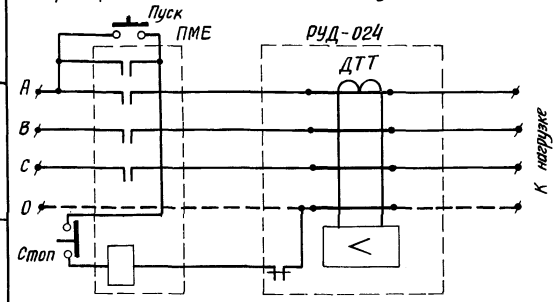 Пуск
ПМЕ
РУД-024
ДТТ
А
В
С
0
Стоп
<
К нагрузке